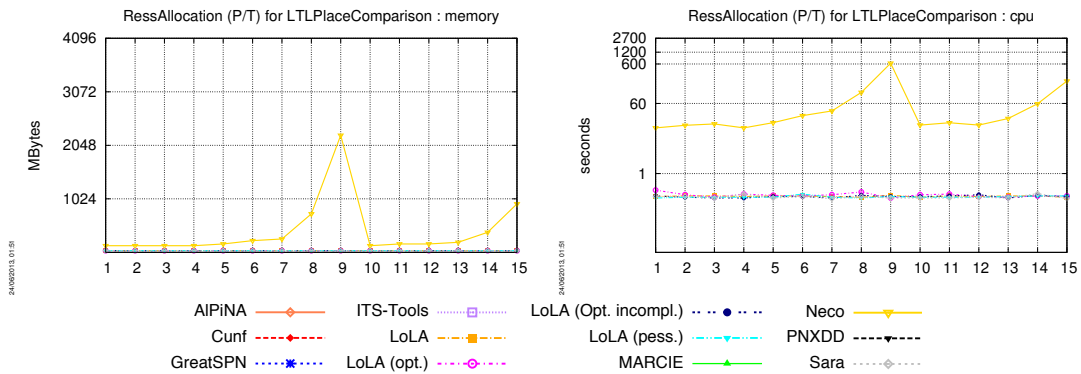 RessAllocation (P/T) for LTLPlaceComparison : memory
4096
3072
2048
1024
MBytes
1 2 3 4 5 6 7 8 9 10 11 12 13 14 15
24/06/2013, 01:51
RessAllocation (P/T) for LTLPlaceComparison : cpu
2700
1200
600
60
1
seconds
1 2 3 4 5 6 7 8 9 10 11 12 13 14 15
24/06/2013, 01:51
AlPiNA
Cunf
GreatSPN
ITS-Tools
LoLA
LoLA (opt.)
LoLA (Opt. incompl.)
LoLA (pess.)
MARCIE
Neco
PNXDD
Sara